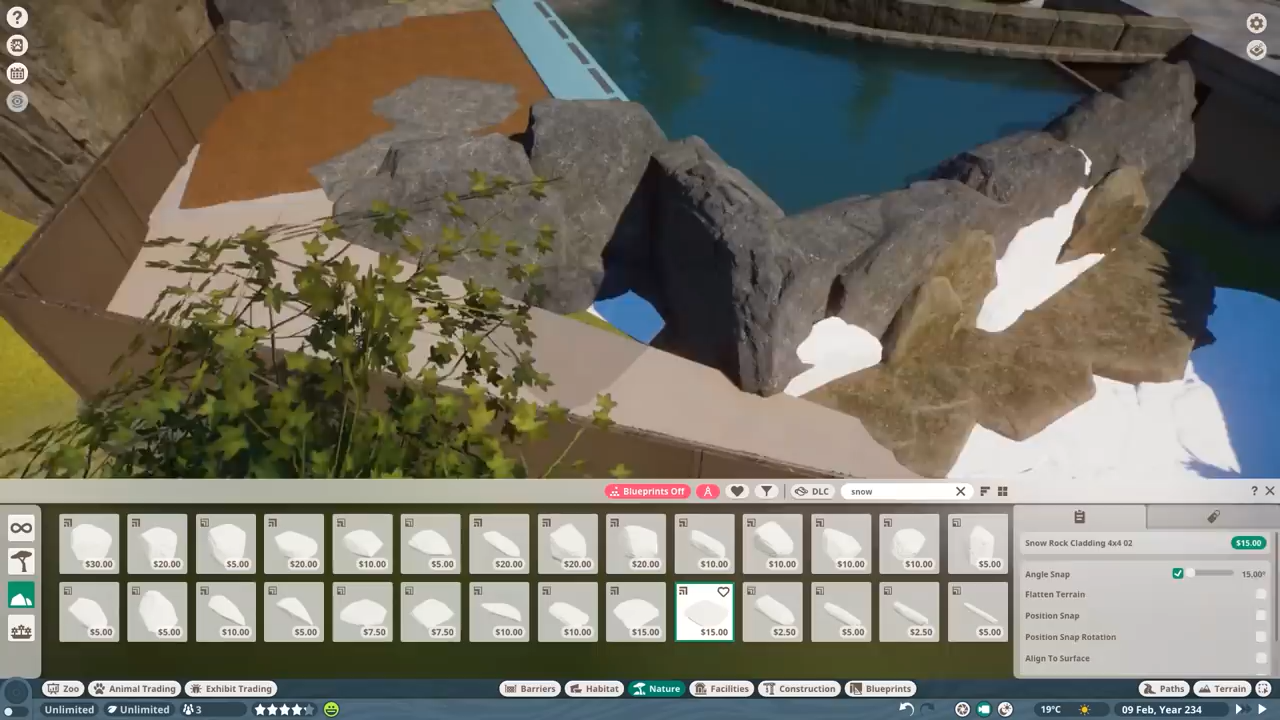 ?
Blueprints Off
DLC
snow
?
$30.00 $20.00 $5.00 $20.00 $10.00 $5.00 $20.00 $20.00 $20.00 $10.00 $10.00 $10.00 $10.00 $5.00
$5.00 $5.00 $10.00 $5.00 $7.50 $7.50 $10.00 $10.00 $15.00 $15.00 $2.50 $5.00 $2.50 $5.00
Snow Rock Cladding 4x4 02 $15.00
Angle Snap 15.00°
Flatten Terrain
Position Snap
Position Snap Rotation
Align To Surface
Zoo Animal Trading Exhibit Trading Barriers Habitat Nature Facilities Construction Blueprints Paths Terrain
Unlimited Unlimited 3 19°C 09 Feb, Year 234